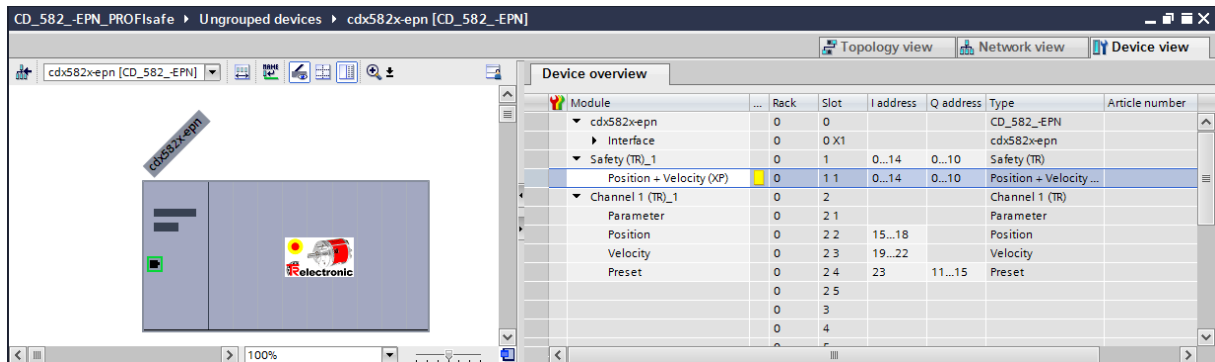 CD_582_-EPN_PROFIsafe ▸ Ungrouped devices ▸ cdx582x-epn [CD_582_-EPN]
Topology view Network view Device view
cdx582x-epn [CD_582_-EPN]
Device overview
Module ... Rack Slot I address Q address Type Article number
cdx582x-epn 0 0 CD_582_-EPN
Interface 0 0 X1 cdx582x-epn
Safety (TR)_1 0 1 0...14 0...10 Safety (TR)
Position + Velocity (XP) 0 1 1 0...14 0...10 Position + Velocity ...
Channel 1 (TR)_1 0 2 Channel 1 (TR)
Parameter 0 2 1 Parameter
Position 0 2 2 15...18 Position
Velocity 0 2 3 19...22 Velocity
Preset 0 2 4 23 11...15 Preset
0 2 5
0 3
0 4
cdx582x-epn
TRelectronic
100%